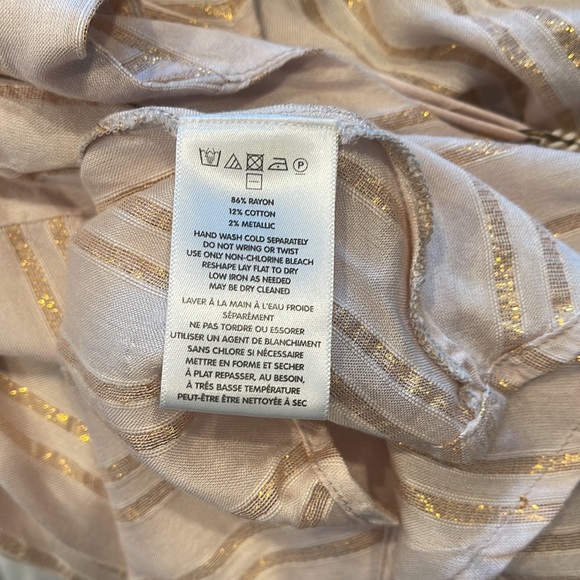 P
86% RAYON
12% COTTON
2% METALLIC
HAND WASH COLD SEPARATELY
DO NOT WRING OR TWIST
USE ONLY NON-CHLORINE BLEACH
RESHAPE LAY FLAT TO DRY
LOW IRON AS NEEDED
MAY BE DRY CLEANED
LAVER À LA MAIN À L'EAU FROIDE
SÉPARÉMENT
NE PAS TORDRE OU ESSORER
UTILISER UN AGENT DE BLANCHIMENT
SANS CHLORE SI NÉCESSAIRE
METTRE EN FORME ET SÉCHER
À PLAT REPASSER, AU BESOIN,
À TRÉS BASSE TEMPÉRATURE
PEUT-ÊTRE ÊTRE NETTOYÉE À SEC